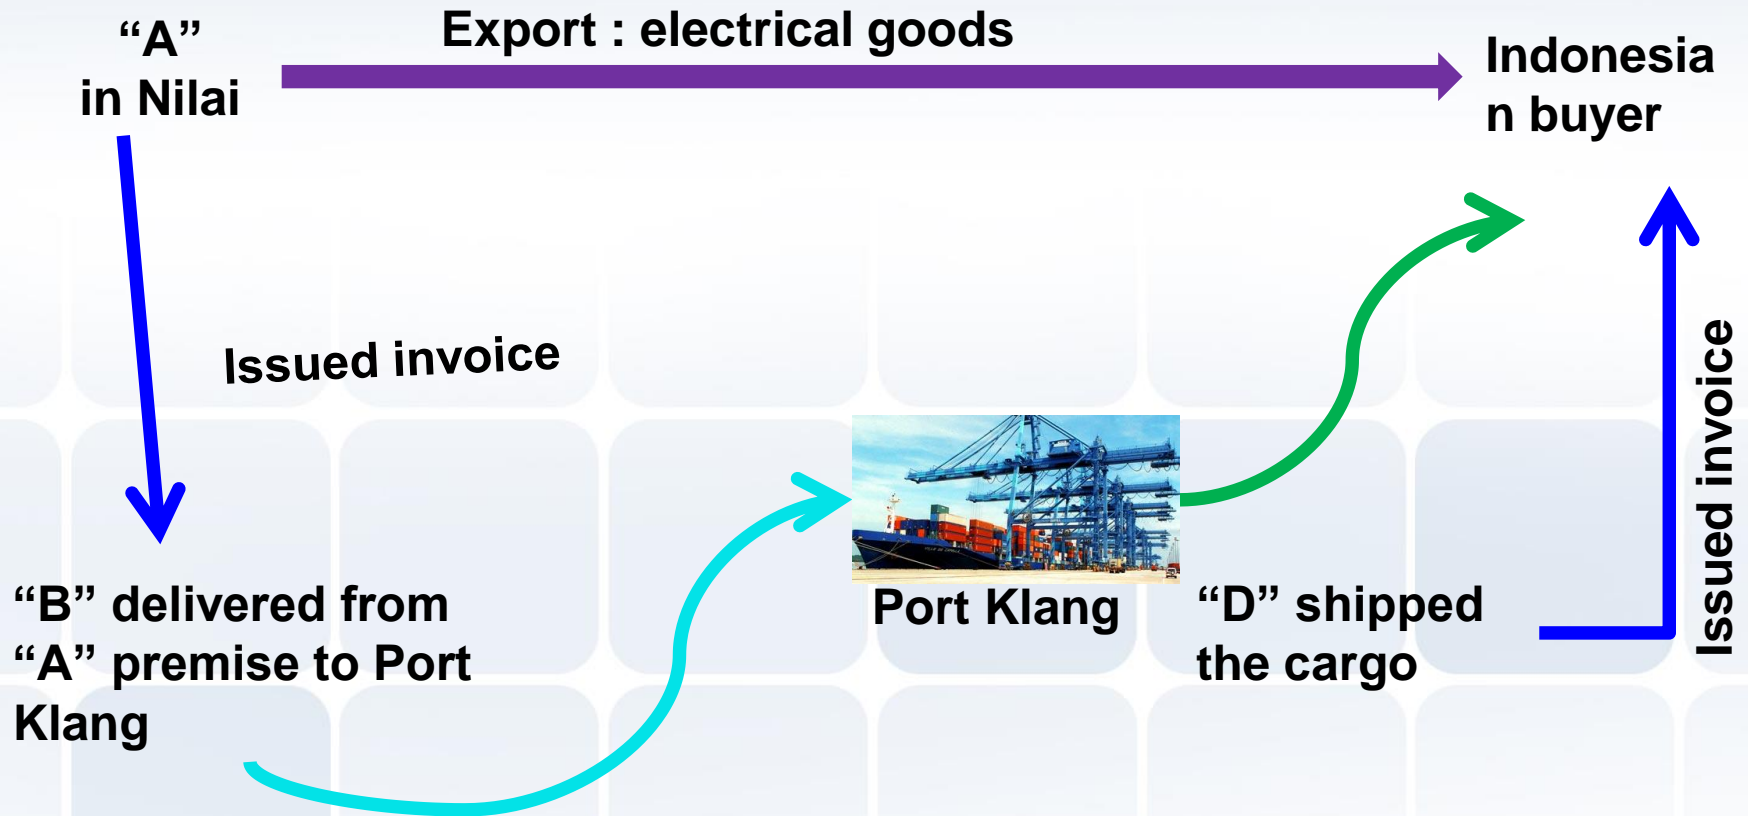 “A”
in Nilai
Export : electrical goods
Indonesia
n buyer
Issued invoice
Port Klang
“B” delivered from
“A” premise to Port
Klang
“D” shipped
the cargo
Issued invoice